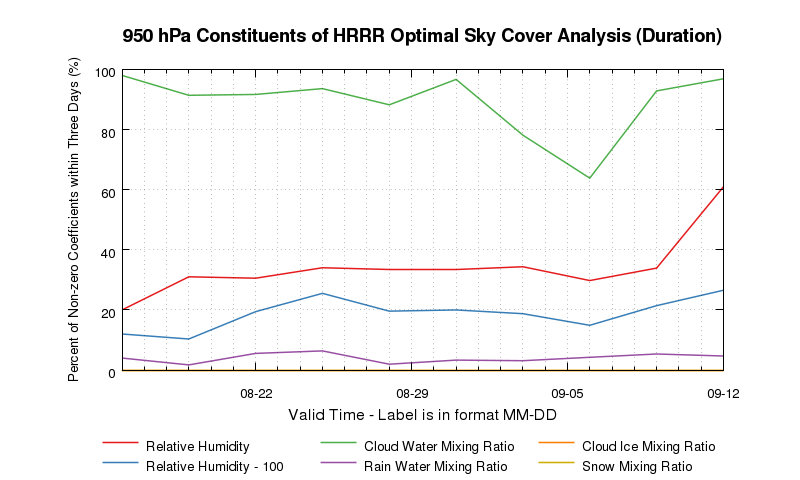 950 hPa Constituents of HRRR Optimal Sky Cover Analysis (Duration)
Percent of Non-zero Coefficients within Three Days (%)
100
80
60
40
20
0
08-22 08-29 09-05 09-12
Valid Time - Label is in format MM-DD
Relative Humidity Cloud Water Mixing Ratio Cloud Ice Mixing Ratio
Relative Humidity - 100 Rain Water Mixing Ratio Snow Mixing Ratio